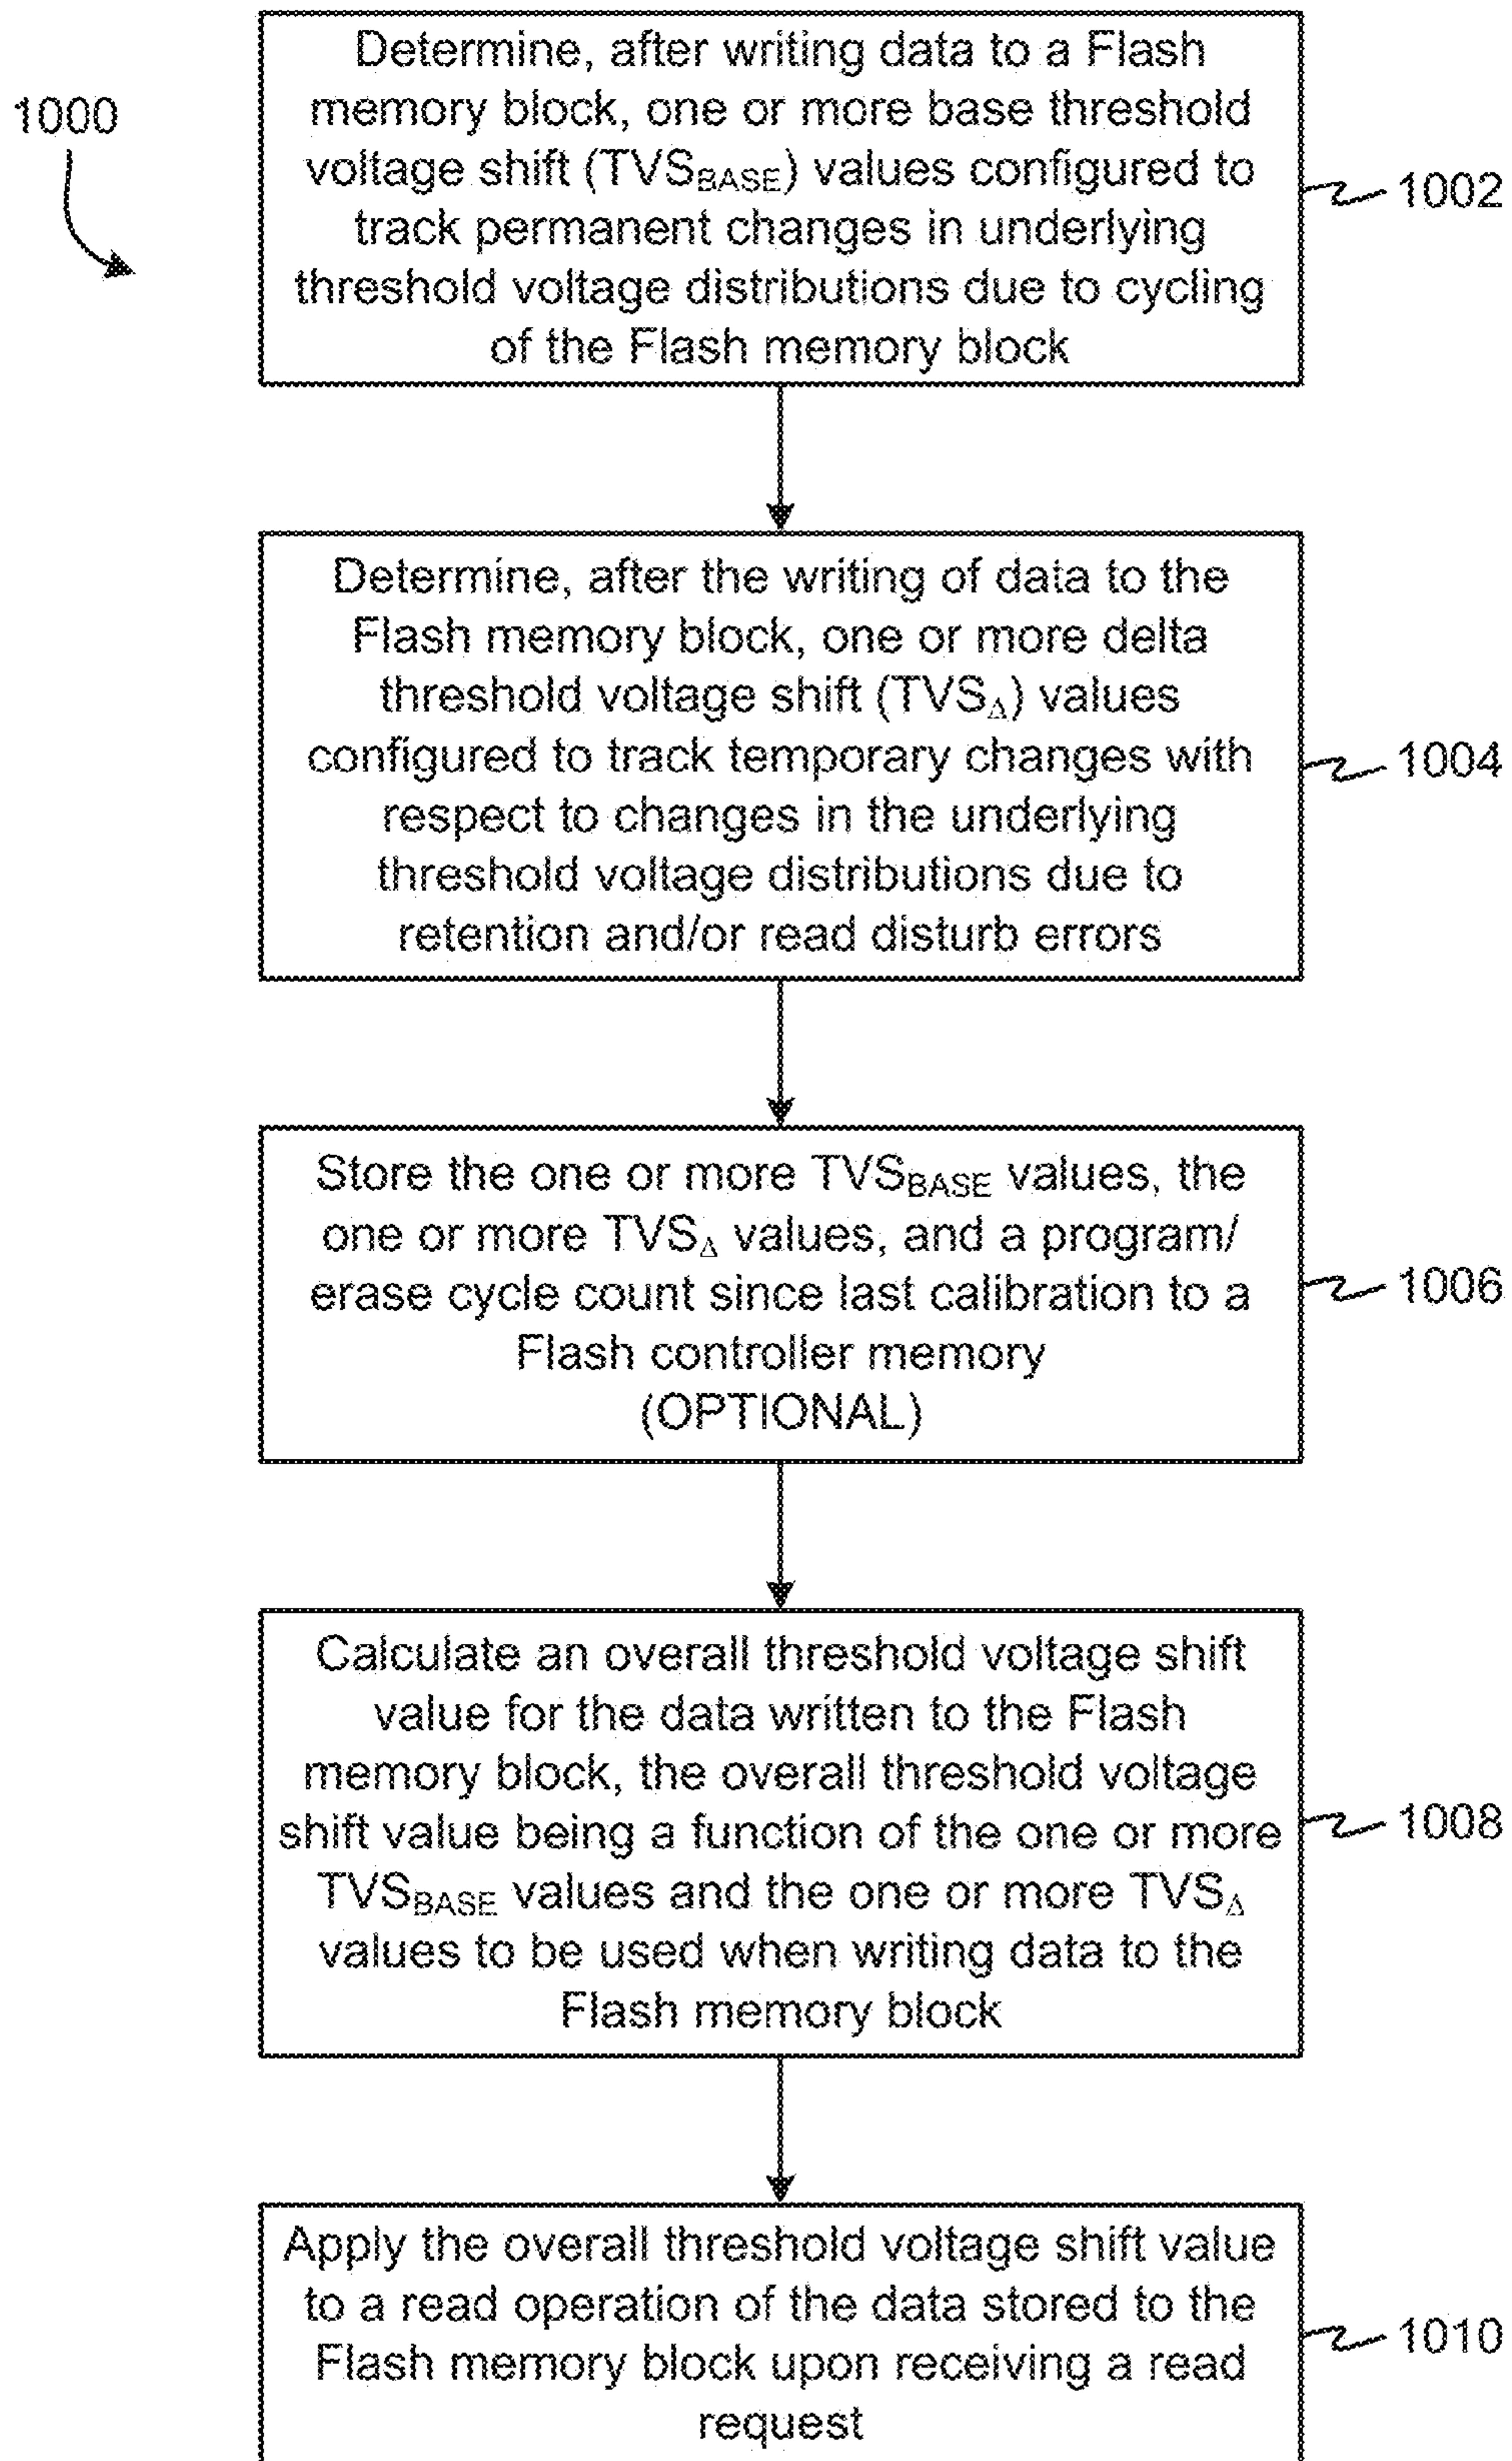 1000
Determine, after writing data to a Flash
memory block, one or more base threshold
voltage shift (TVS_BASE) values configured to
track permanent changes in underlying
threshold voltage distributions due to cycling
of the Flash memory block
1002
Determine, after the writing of data to the
Flash memory block, one or more delta
threshold voltage shift (TVS_Δ) values
configured to track temporary changes with
respect to changes in the underlying
threshold voltage distributions due to
retention and/or read disturb errors
1004
Store the one or more TVS_BASE values, the
one or more TVS_Δ values, and a program/
erase cycle count since last calibration to a
Flash controller memory
(OPTIONAL)
1006
Calculate an overall threshold voltage shift
value for the data written to the Flash
memory block, the overall threshold voltage
shift value being a function of the one or more
TVS_BASE values and the one or more TVS_Δ
values to be used when writing data to the
Flash memory block
1008
Apply the overall threshold voltage shift value
to a read operation of the data stored to the
Flash memory block upon receiving a read
request
1010